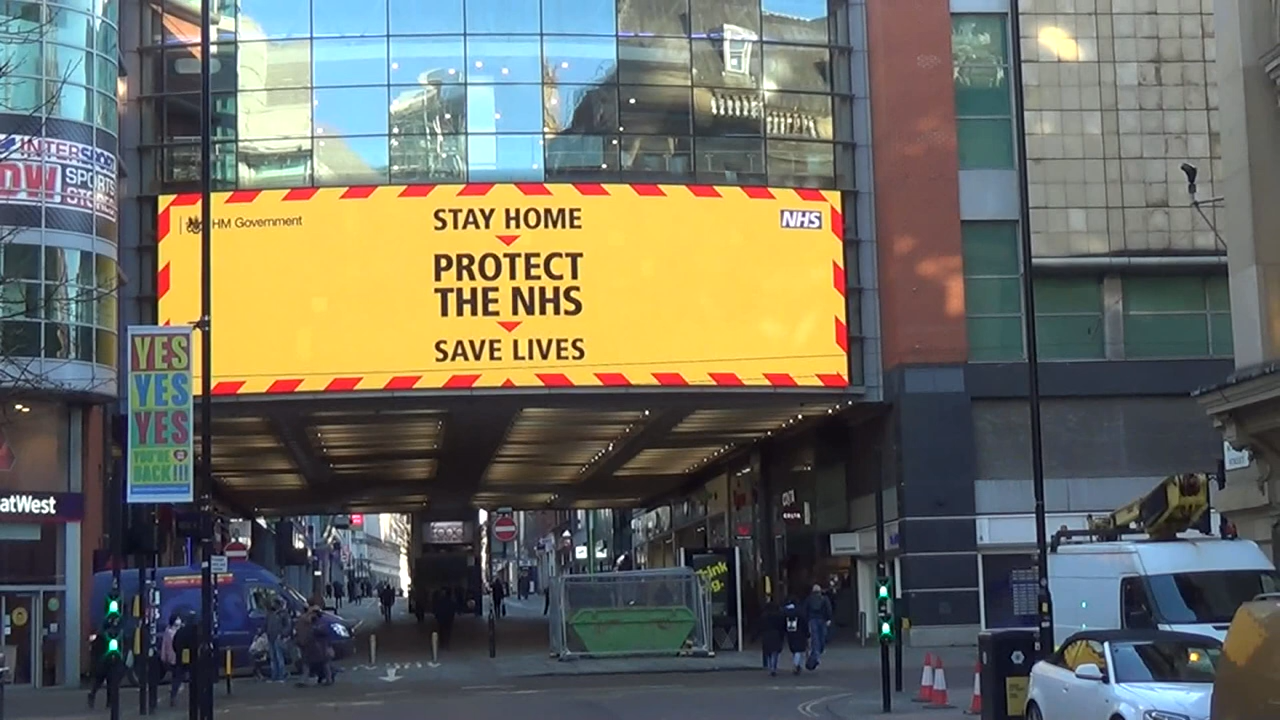 INTERSPORT
SPORTS
HM Government
STAY HOME
NHS
PROTECT
THE NHS
SAVE LIVES
YES
YES
YES
YOU'RE
BACK!!!
atWest